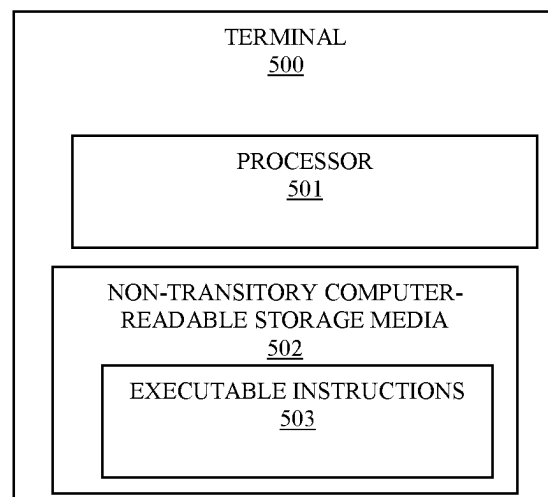 TERMINAL
500
PROCESSOR
501
NON-TRANSITORY COMPUTER-
READABLE STORAGE MEDIA
502
EXECUTABLE INSTRUCTIONS
503